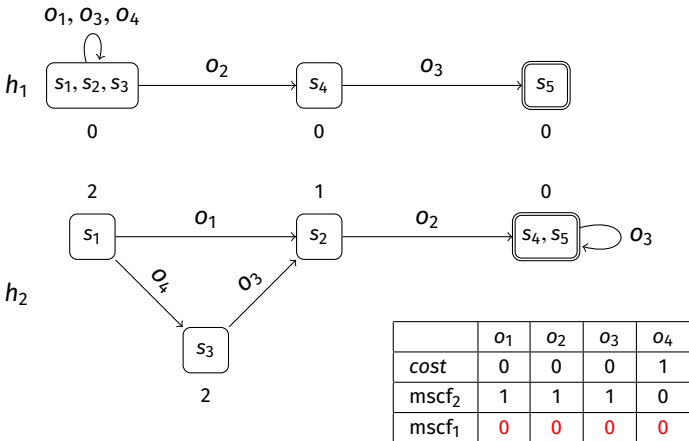 o₁, o₃, o₄
h₁ s₁, s₂, s₃ o₂ s₄ o₃ s₅
0 0 0
2 1 0
s₁ o₁ s₂ o₂ s₄, s₅ o₃
o₄ o₃
h₂
s₃
2
o₁ o₂ o₃ o₄
cost 0 0 0 1
mscf₂ 1 1 1 0
mscf₁ 0 0 0 0